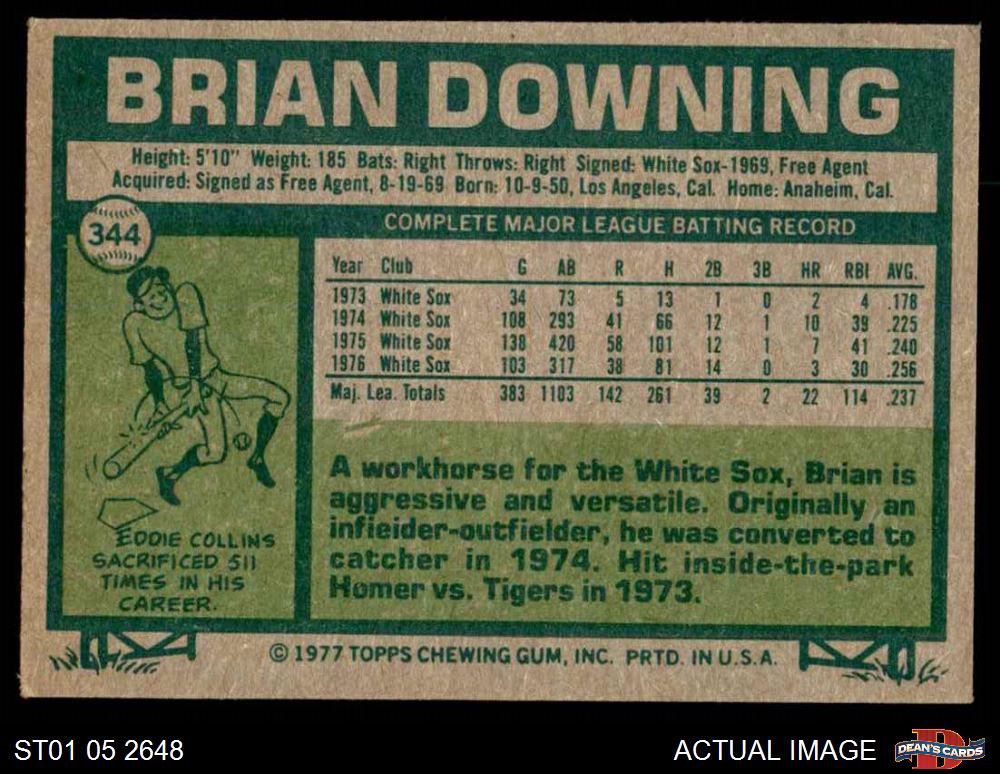 BRIAN DOWNING
Height: 5'10" Weight: 185 Bats: Right Throws: Right Signed: White Sox-1969, Free Agent
Acquired: Signed as Free Agent, 8-19-69 Born: 10-9-50, Los Angeles, Cal. Home: Anaheim, Cal.
344
COMPLETE MAJOR LEAGUE BATTING RECORD
Year Club G AB R H 2B 3B HR RBI AVG.
1973 White Sox 34 73 5 13 1 0 2 4 .178
1974 White Sox 108 293 41 66 12 1 10 39 .225
1975 White Sox 138 420 58 101 12 1 7 41 .240
1976 White Sox 103 317 38 81 14 0 3 30 .256
Maj. Lea. Totals 383 1103 142 261 39 2 22 114 .237
EDDIE COLLINS
SACRIFICED 511
TIMES IN HIS
CAREER.
A workhorse for the White Sox, Brian is
aggressive and versatile. Originally an
infieider-outfielder, he was converted to
catcher in 1974. Hit inside-the-park
Homer vs. Tigers in 1973.
© 1977 TOPPS CHEWING GUM, INC. PRTD. IN U.S.A.
ST01 05 2648
ACTUAL IMAGE
D
DEAN'S CARDS